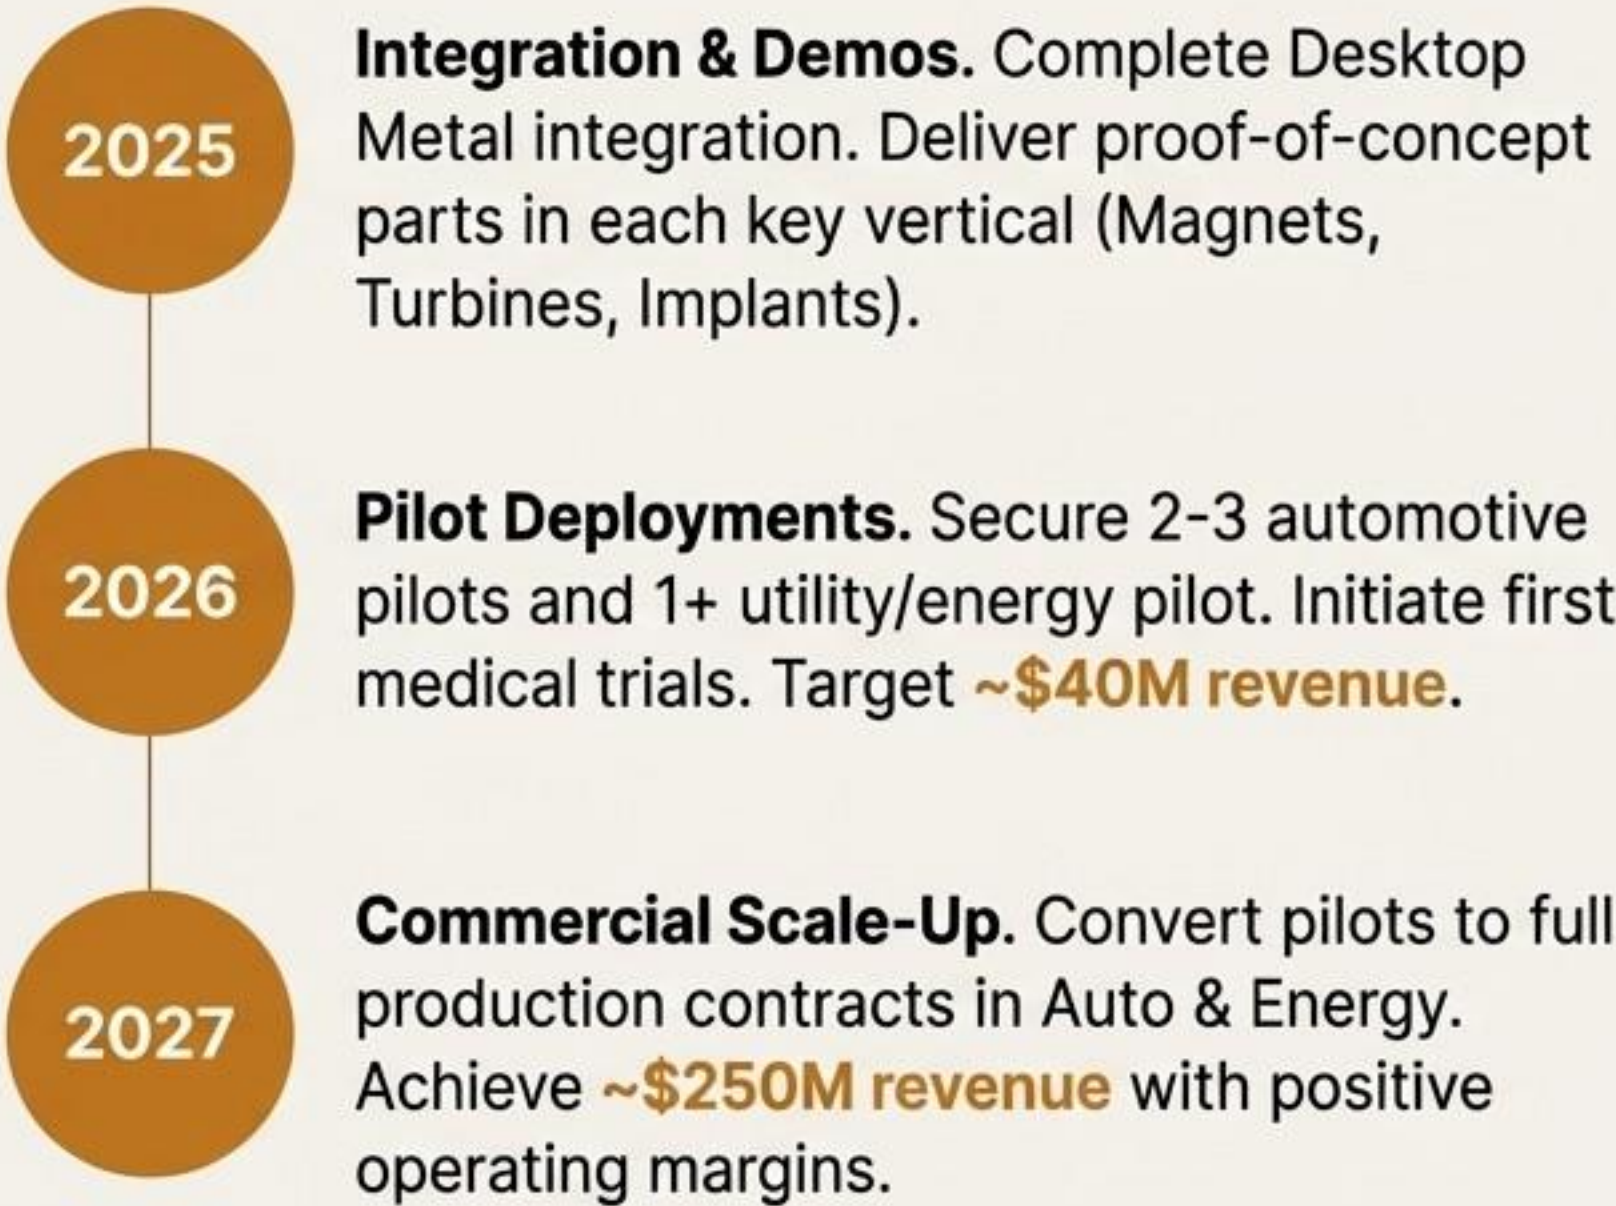 2025
Integration & Demos. Complete Desktop
Metal integration. Deliver proof-of-concept
parts in each key vertical (Magnets,
Turbines, Implants).
2026
Pilot Deployments. Secure 2-3 automotive
pilots and 1+ utility/energy pilot. Initiate first
medical trials. Target ~$40M revenue.
2027
Commercial Scale-Up. Convert pilots to full
production contracts in Auto & Energy.
Achieve ~$250M revenue with positive
operating margins.